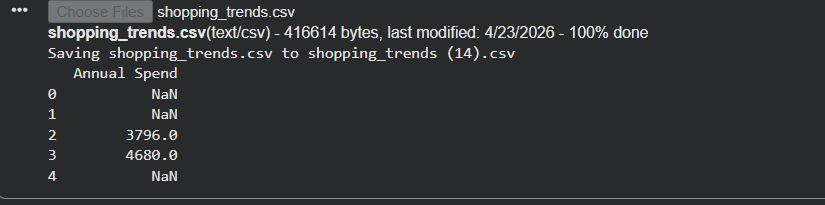 ••• Choose Files shopping_trends.csv
shopping_trends.csv(text/csv) - 416614 bytes, last modified: 4/23/2026 - 100% done
Saving shopping_trends.csv to shopping_trends (14).csv
Annual Spend
0 NaN
1 NaN
2 3796.0
3 4680.0
4 NaN